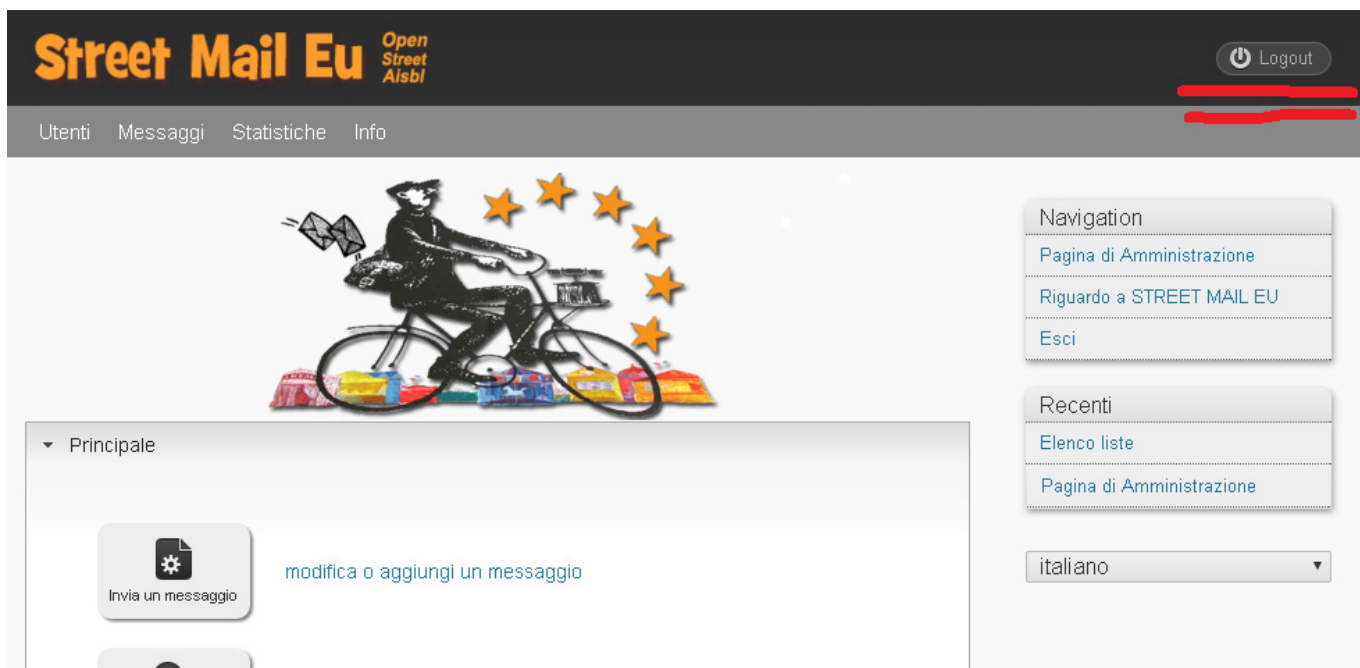 Street Mail Eu Open
Street
Aisbl
Logout
Utenti Messaggi Statistiche Info
Navigation
Pagina di Amministrazione
Riguardo a STREET MAIL EU
Esci
Recenti
Elenco liste
Pagina di Amministrazione
italiano
Principale
Invia un messaggio
modifica o aggiungi un messaggio